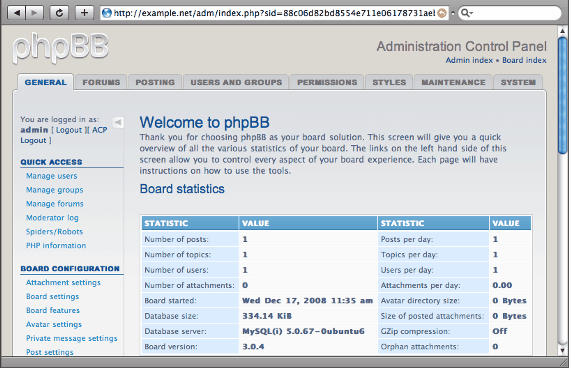 http://example.net/adm/index.php?sid=88c06d82bd8554e711e06178731ael
phpBB
Administration Control Panel
Admin index • Board index
GENERAL FORUMS POSTING USERS AND GROUPS PERMISSIONS STYLES MAINTENANCE SYSTEM
You are logged in as:
admin [ Logout ][ ACP
Logout ]
QUICK ACCESS
Manage users
Manage groups
Manage forums
Moderator log
Spiders/Robots
PHP information
BOARD CONFIGURATION
Attachment settings
Board settings
Board features
Avatar settings
Private message settings
Post settings
Welcome to phpBB
Thank you for choosing phpBB as your board solution. This screen will give you a quick
overview of all the various statistics of your board. The links on the left hand side of this
screen allow you to control every aspect of your board experience. Each page will have
instructions on how to use the tools.
Board statistics
STATISTIC VALUE STATISTIC VALUE
Number of posts: 1 Posts per day: 1
Number of topics: 1 Topics per day: 1
Number of users: 1 Users per day: 1
Number of attachments: 0 Attachments per day: 0.00
Board started: Wed Dec 17, 2008 11:35 am Avatar directory size: 0 Bytes
Database size: 334.14 KiB Size of posted attachments: 0 Bytes
Database server: MySQL(i) 5.0.67-0ubuntu6 GZip compression: Off
Board version: 3.0.4 Orphan attachments: 0